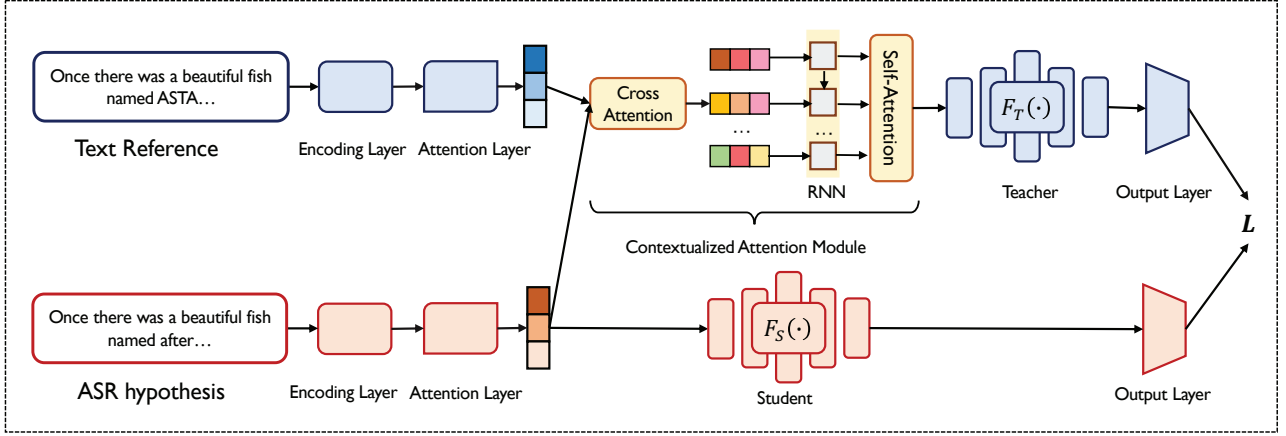 Once there was a beautiful fish
named ASTA…
Text Reference
Encoding Layer
Attention Layer
Cross
Attention
…
…
RNN
Self-Attention
Contextualized Attention Module
F_T(·)
Teacher
Output Layer
L
Once there was a beautiful fish
named after…
ASR hypothesis
Encoding Layer
Attention Layer
F_S(·)
Student
Output Layer